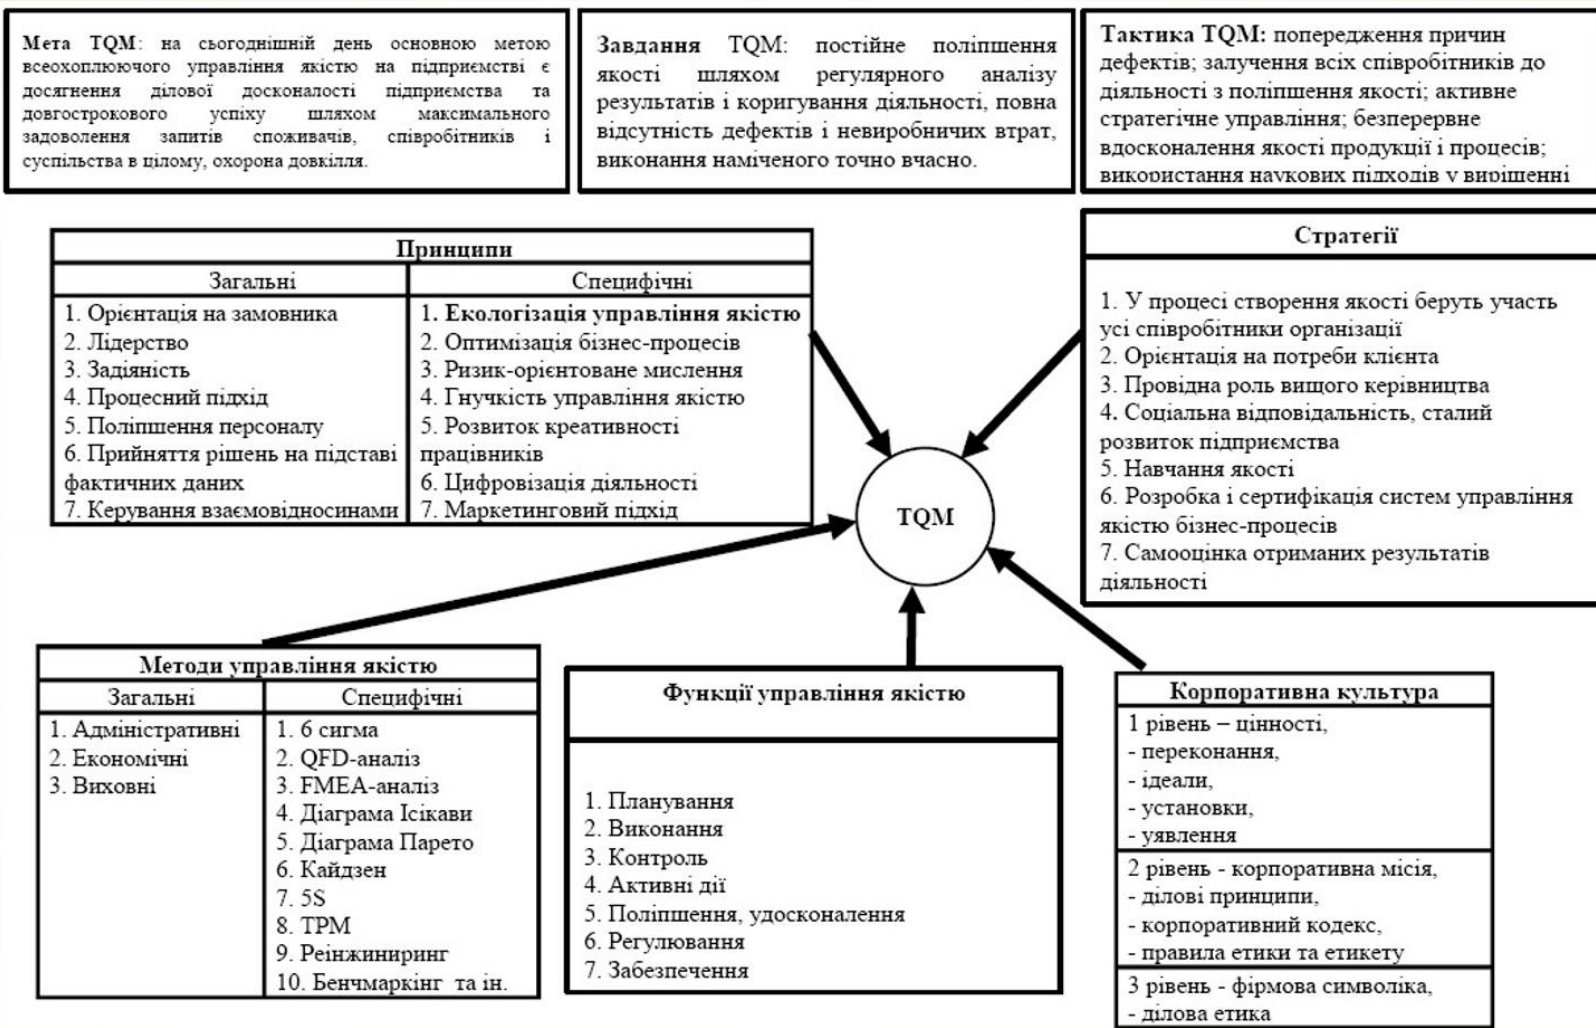 Мета TQM: на сьогоднішній день основною метою
всеохоплюючого управління якістю на підприємстві є
досягнення ділової досконалості підприємства та
довгострокового успіху шляхом максимального
задоволення запитів споживачів, співробітників і
суспільства в цілому, охорона довкілля.
Завдання TQM: постійне поліпшення
якості шляхом регулярного аналізу
результатів і коригування діяльності, повна
відсутність дефектів і невиробничих втрат,
виконання наміченого точно вчасно.
Тактика TQM: попередження причин
дефектів; залучення всіх співробітників до
діяльності з поліпшення якості; активне
стратегічне управління; безперервне
вдосконалення якості продукції і процесів;
використання наукових підходів у вирішенні
Принципи
Загальні
1. Орієнтація на замовника
2. Лідерство
3. Задіяність
4. Процесний підхід
5. Поліпшення персоналу
6. Прийняття рішень на підставі
фактичних даних
7. Керування взаємовідносинами
Специфічні
1. Екологізація управління якістю
2. Оптимізація бізнес-процесів
3. Ризик-орієнтоване мислення
4. Гнучкість управління якістю
5. Розвиток креативності
працівників
6. Цифровізація діяльності
7. Маркетинговий підхід
Стратегії
1. У процесі створення якості беруть участь
усі співробітники організації
2. Орієнтація на потреби клієнта
3. Провідна роль вищого керівництва
4. Соціальна відповідальність, сталий
розвиток підприємства
5. Навчання якості
6. Розробка і сертифікація систем управління
якістю бізнес-процесів
7. Самооцінка отриманих результатів
діяльності
TQM
Методи управління якістю
Загальні
1. Адміністративні
2. Економічні
3. Виховні
Специфічні
1. 6 сигма
2. QFD-аналіз
3. FMEA-аналіз
4. Діаграма Ісікави
5. Діаграма Парето
6. Кайдзен
7. 5S
8. TPM
9. Реінжиниринг
10. Бенчмаркінг та ін.
Функції управління якістю
1. Планування
2. Виконання
3. Контроль
4. Активні дії
5. Поліпшення, удосконалення
6. Регулювання
7. Забезпечення
Корпоративна культура
1 рівень – цінності,
- переконання,
- ідеали,
- установки,
- уявлення
2 рівень - корпоративна місія,
- ділові принципи,
- корпоративний кодекс,
- правила етики та етикету
3 рівень - фірмова символіка,
- ділова етика